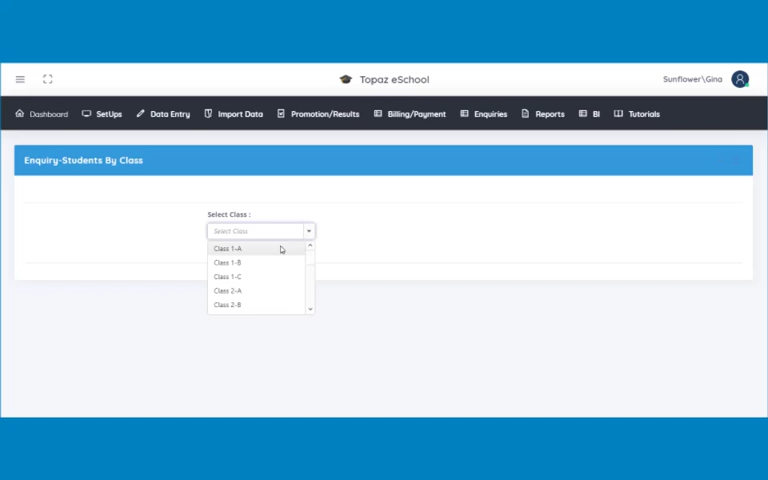 Topaz eSchool
Sunflower\Gina
Dashboard SetUps Data Entry Import Data Promotion/Results Billing/Payment Enquiries Reports BI Tutorials
Enquiry-Students By Class
Select Class :
Select Class
Class 1-A
Class 1-B
Class 1-C
Class 2-A
Class 2-B